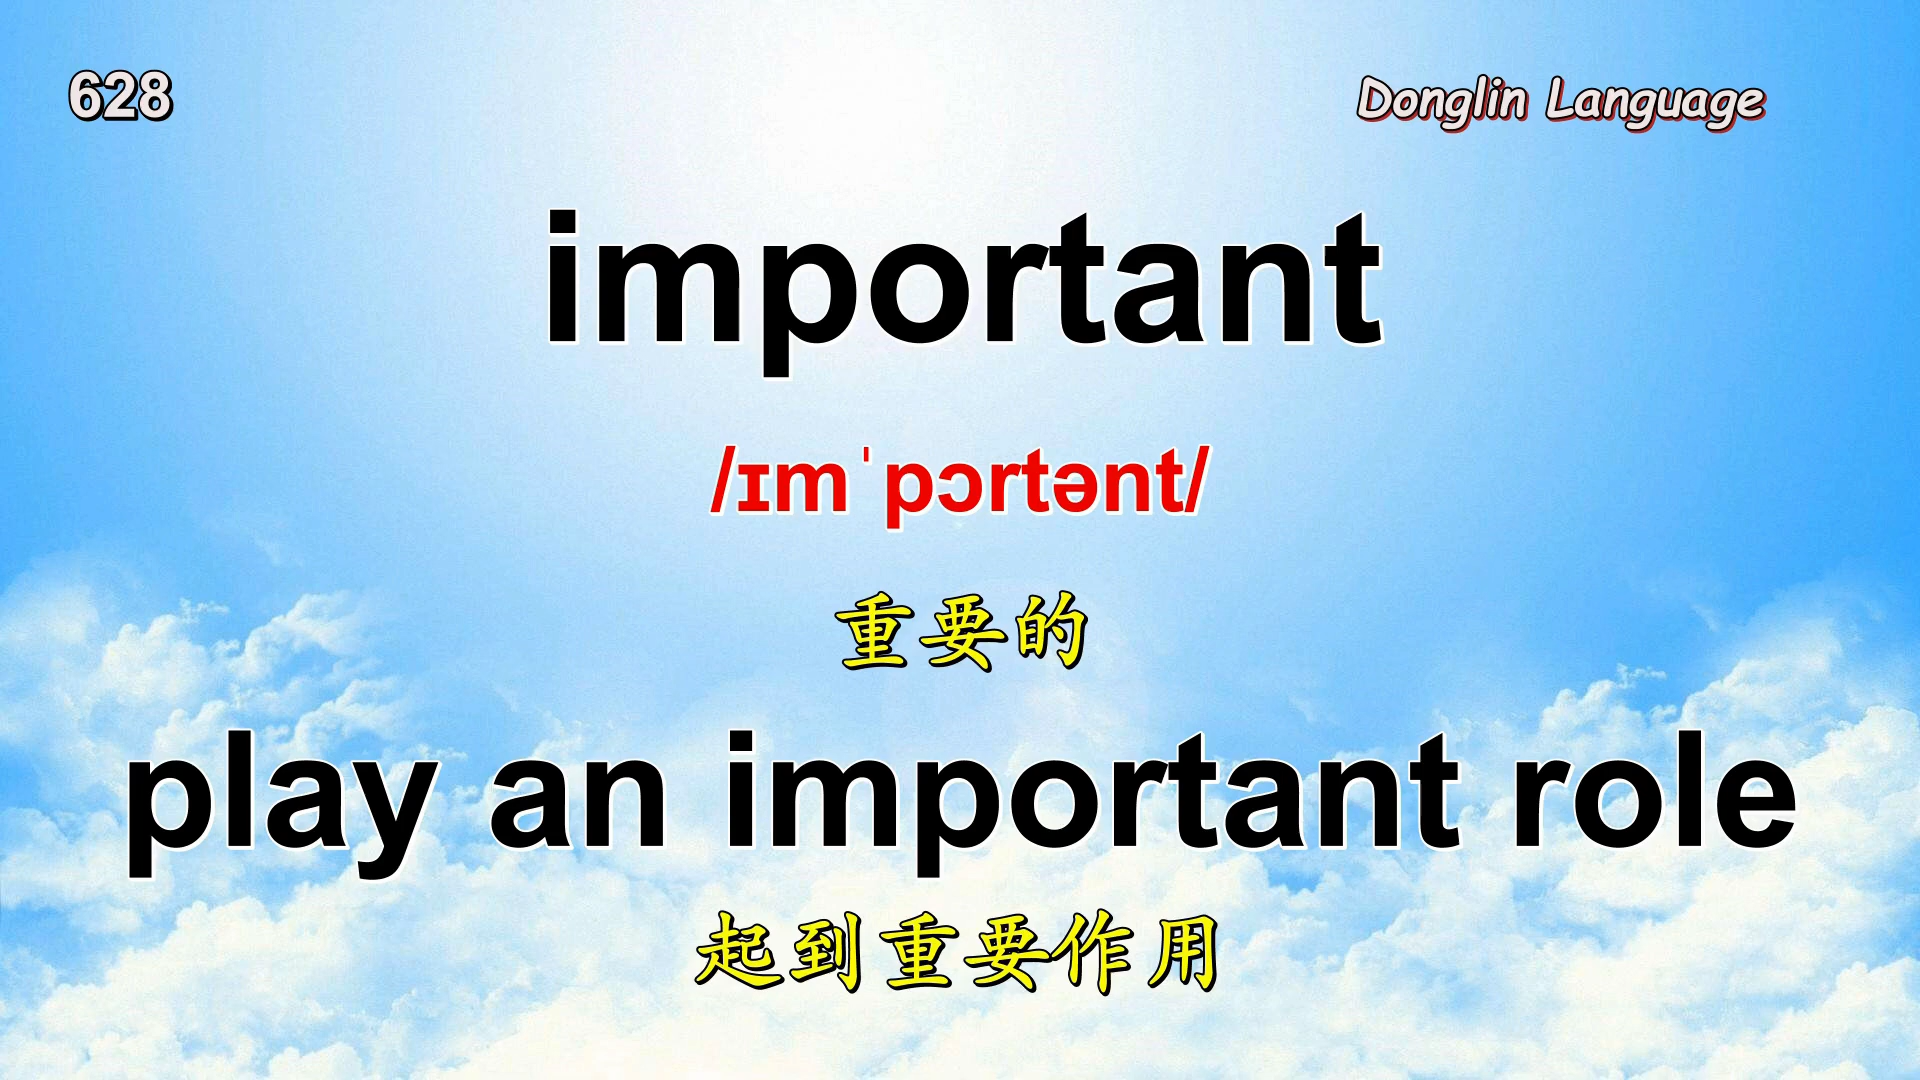 628
Donglin Language
important
/ɪmˈpɔrtənt/
重要的
play an important role
起到重要作用